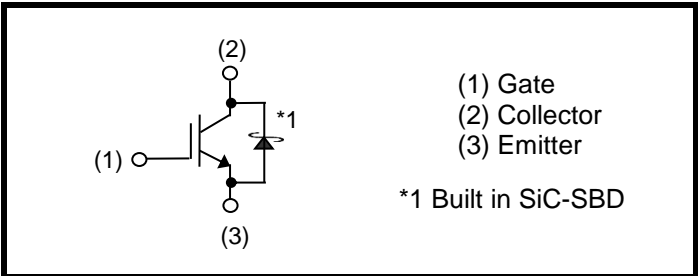 (2)
*1
(1)
(3)
(1) Gate
(2) Collector
(3) Emitter
*1 Built in SiC-SBD